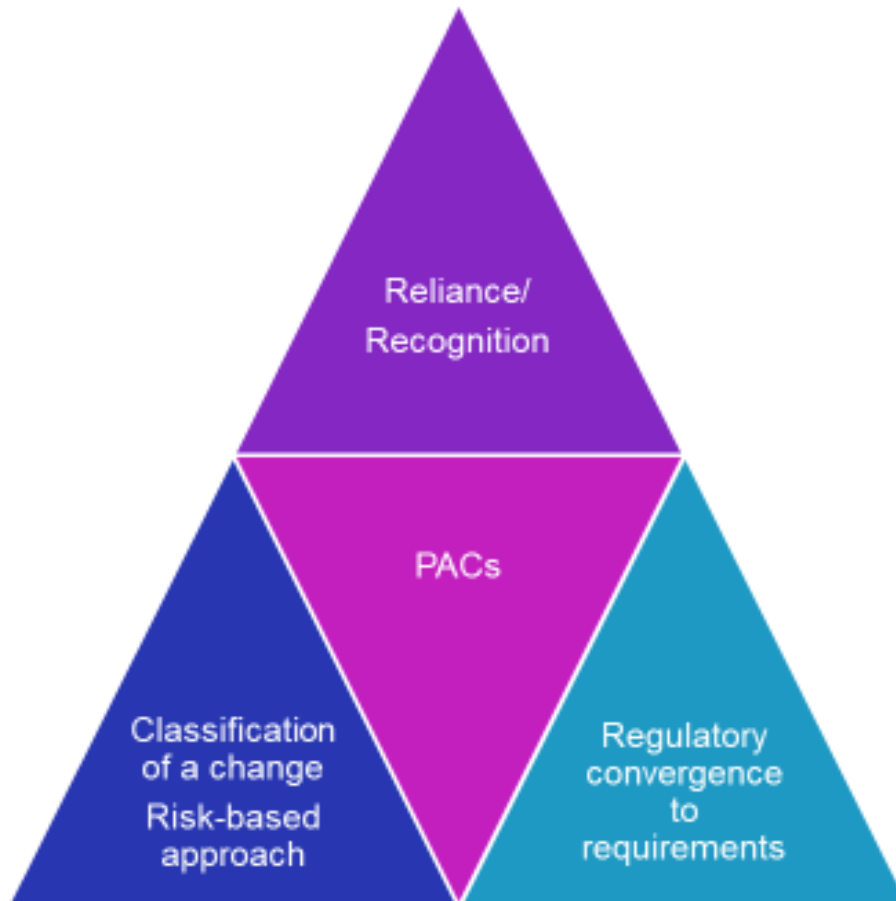 Reliance/
Recognition
PACs
Classification
of a change
Risk-based
approach
Regulatory
convergence
to
requirements